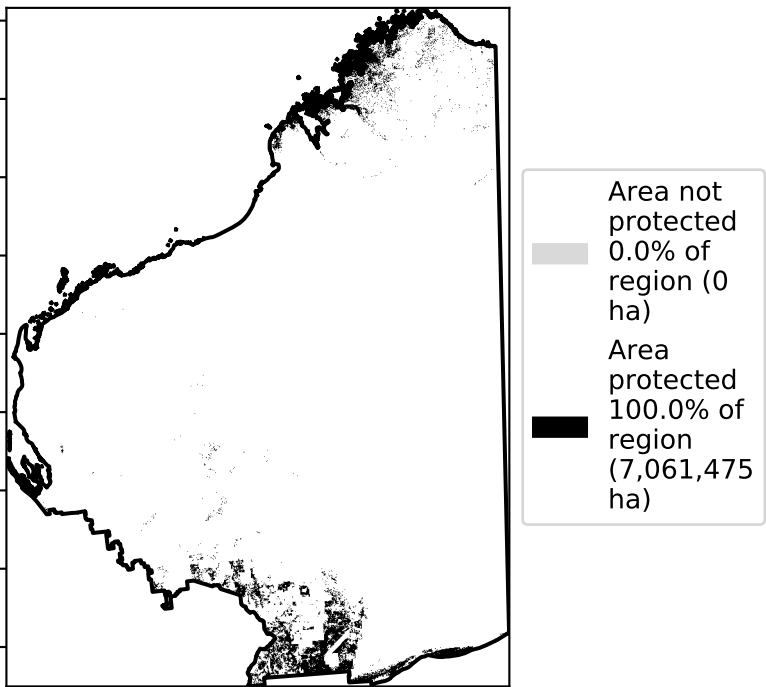 Area not
protected
0.0% of
region (0
ha)
Area
protected
100.0% of
region
(7,061,475
ha)